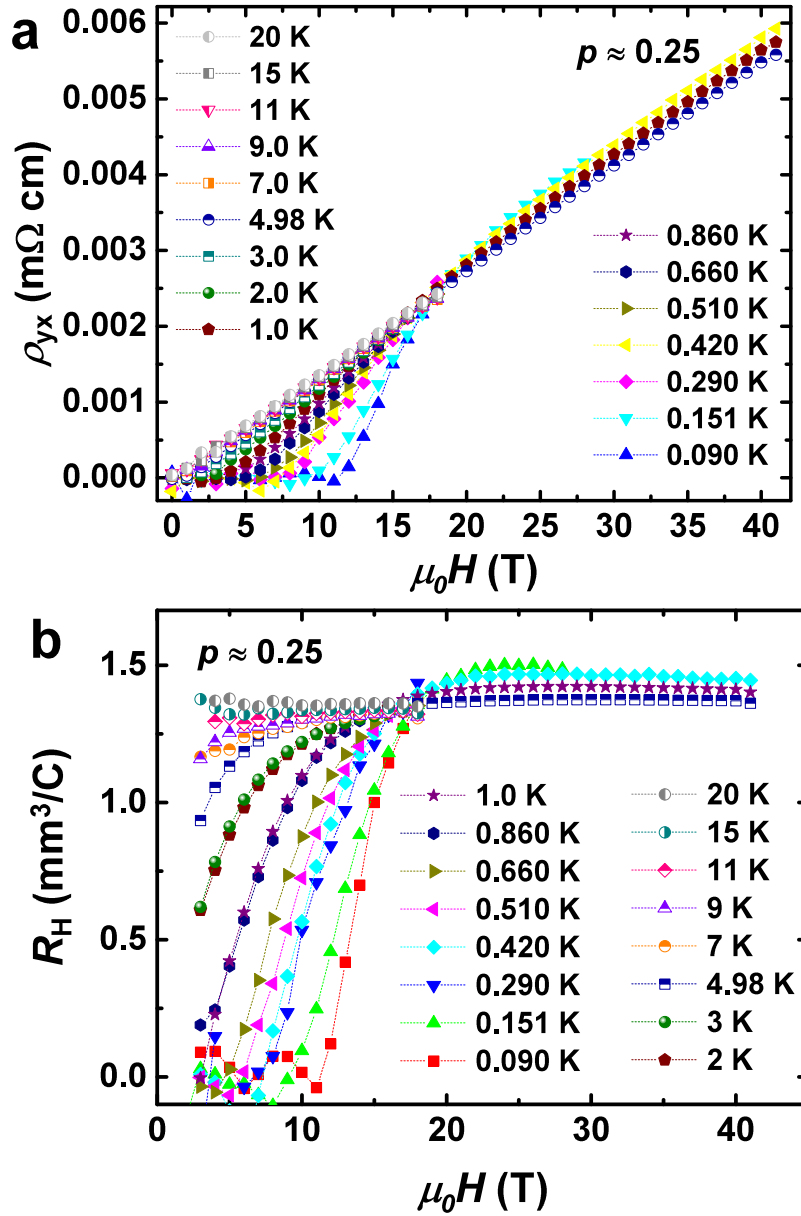 a
p ≈ 0.25
20 K
15 K
11 K
9.0 K
7.0 K
4.98 K
3.0 K
2.0 K
1.0 K
0.860 K
0.660 K
0.510 K
0.420 K
0.290 K
0.151 K
0.090 K
0.006
0.005
0.004
0.003
0.002
0.001
0.000
ρyx (mΩ cm)
0 5 10 15 20 25 30 35 40
μ0H (T)
b
p ≈ 0.25
1.0 K
0.860 K
0.660 K
0.510 K
0.420 K
0.290 K
0.151 K
0.090 K
20 K
15 K
11 K
9 K
7 K
4.98 K
3 K
2 K
1.5
1.0
0.5
0.0
RH (mm³/C)
0 10 20 30 40
μ0H (T)